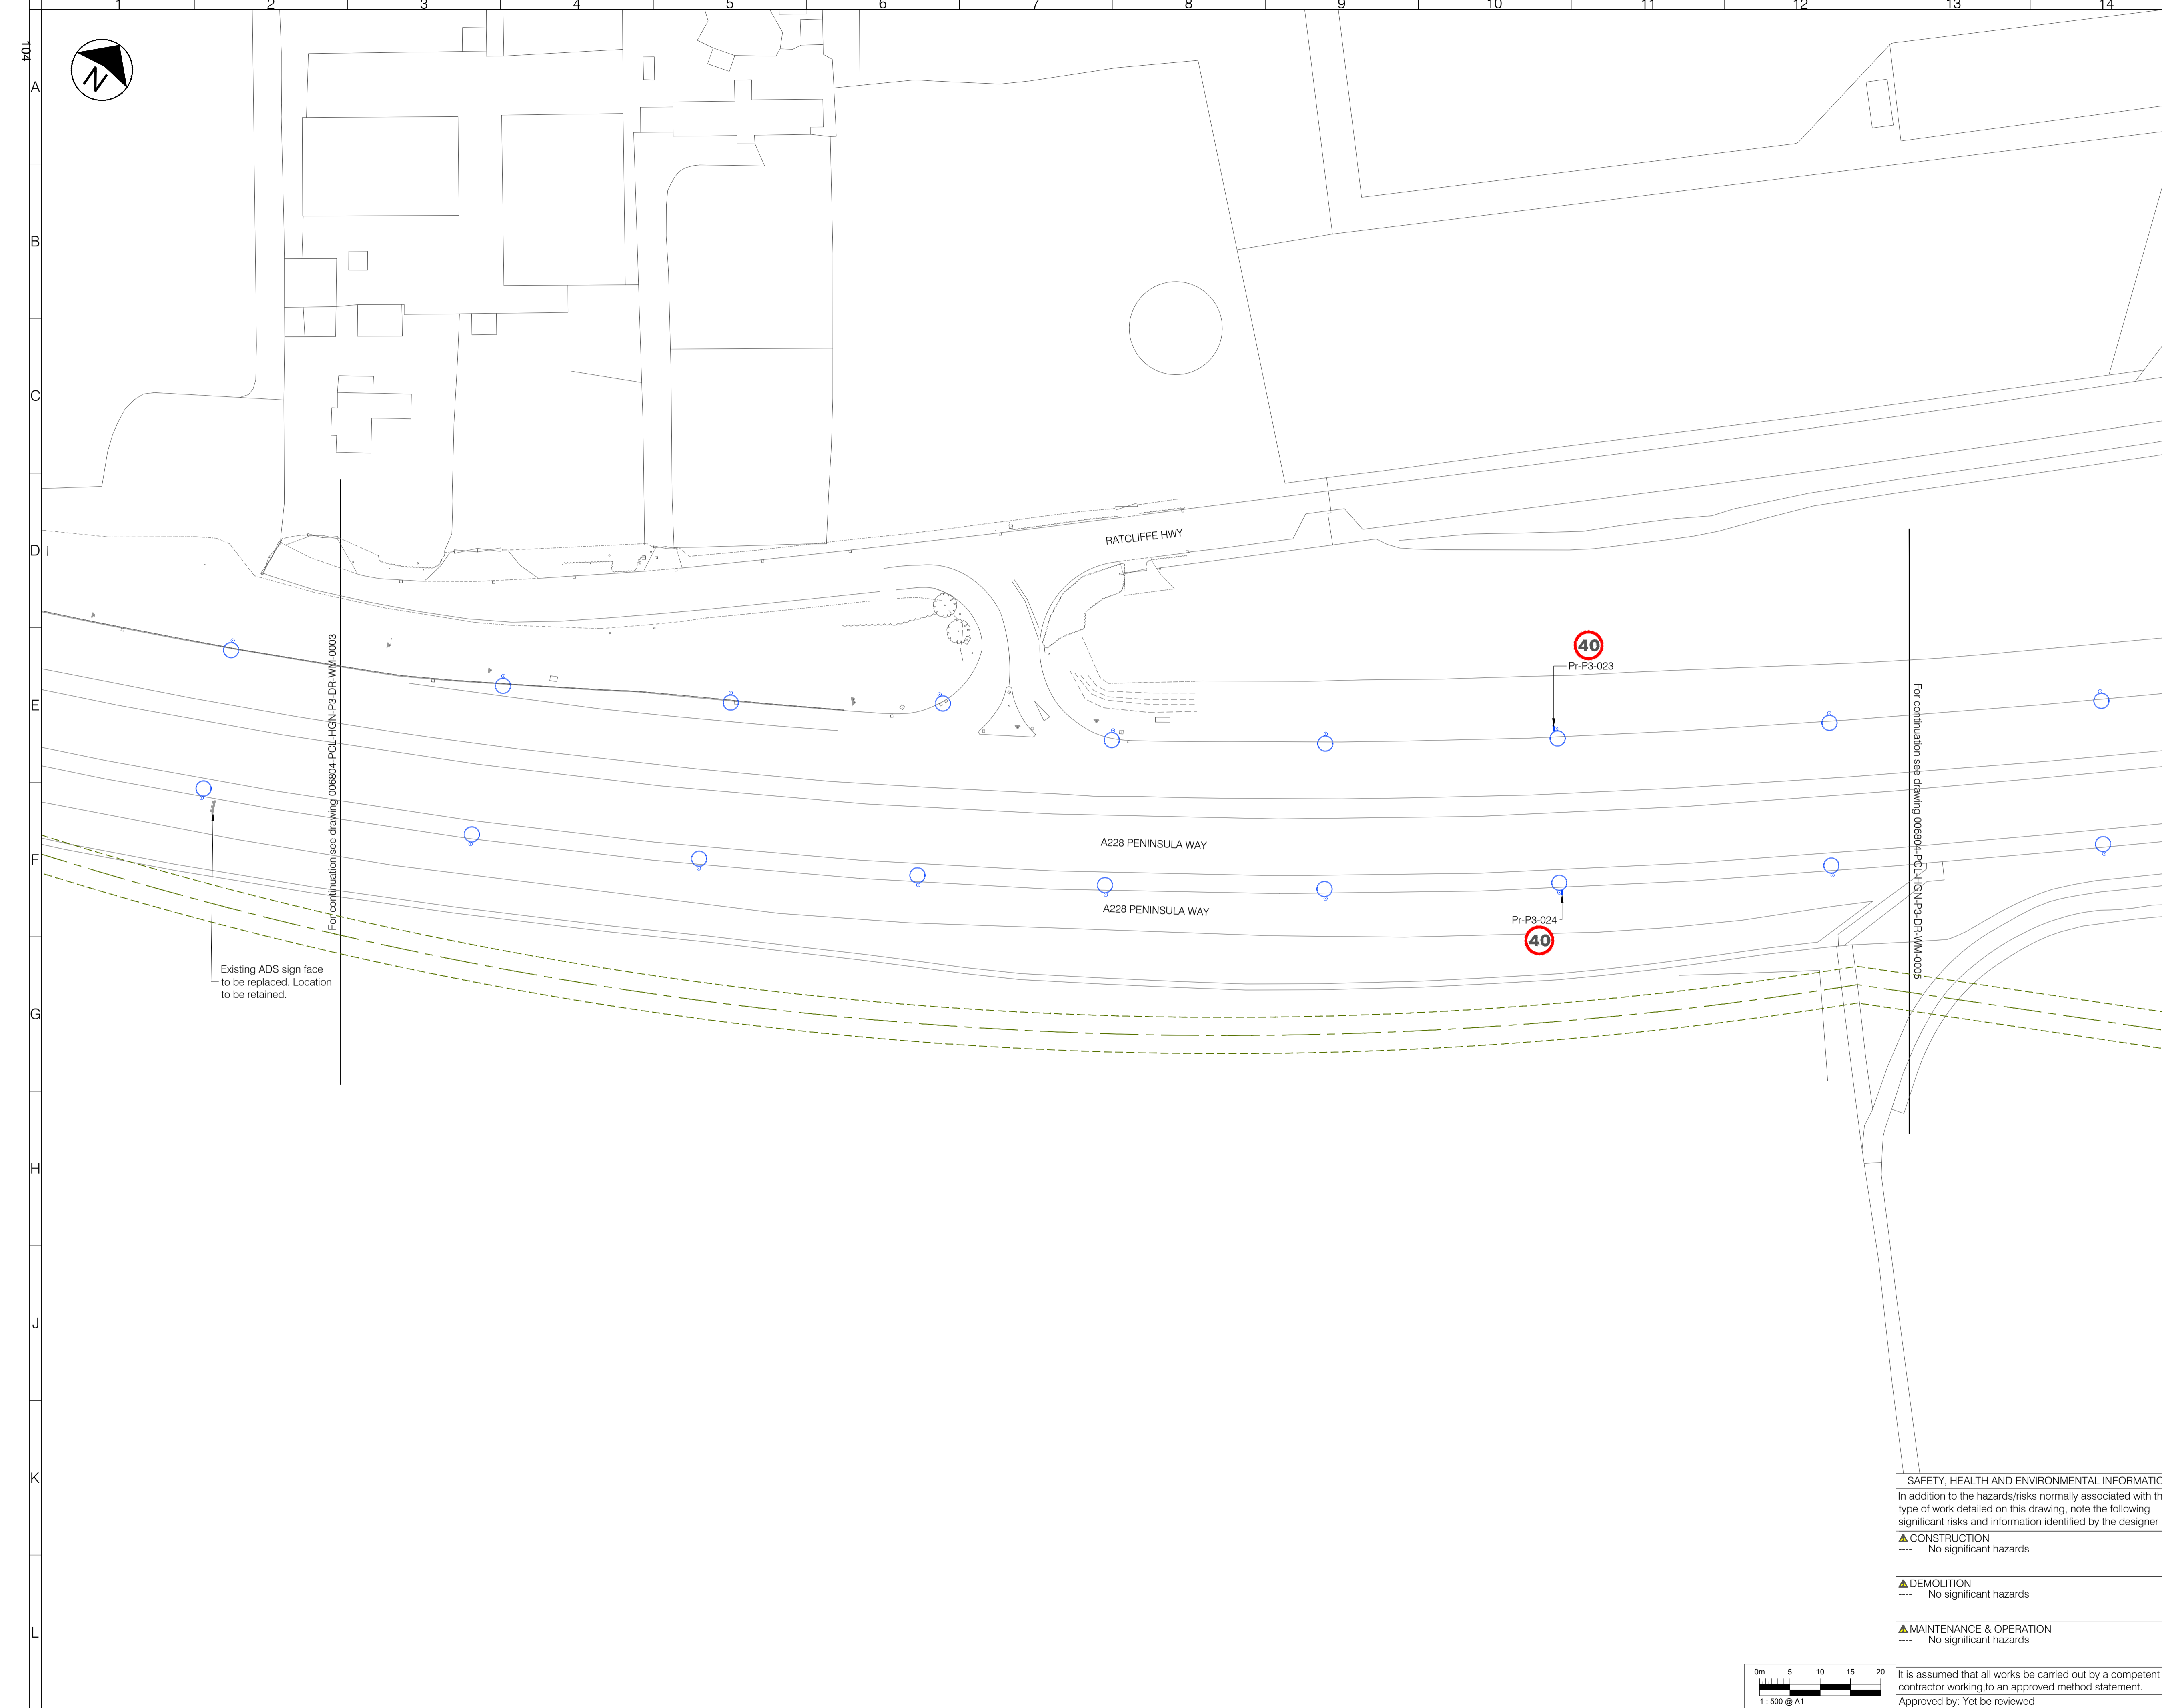 1 2 3 4 5 6 7 8 9 10 11 12 13 14
104
A
B
C
D
E
F
G
H
J
K
L
N
RATCLIFFE HWY
40
Pr-P3-023
A228 PENINSULA WAY
A228 PENINSULA WAY
Pr-P3-024
40
For continuation see drawing 006804-PCL-HGN-P3-DR-WM-0003
For continuation see drawing 006804-PCL-HGN-P3-DR-WM-0005
Existing ADS sign face
to be replaced. Location
to be retained.
SAFETY, HEALTH AND ENVIRONMENTAL INFORMATIO
In addition to the hazards/risks normally associated with th
type of work detailed on this drawing, note the following
significant risks and information identified by the designer
CONSTRUCTION
---- No significant hazards
DEMOLITION
---- No significant hazards
MAINTENANCE & OPERATION
---- No significant hazards
It is assumed that all works be carried out by a competent
contractor working,to an approved method statement.
Approved by: Yet be reviewed
0m 5 10 15 20
1 : 500 @ A1